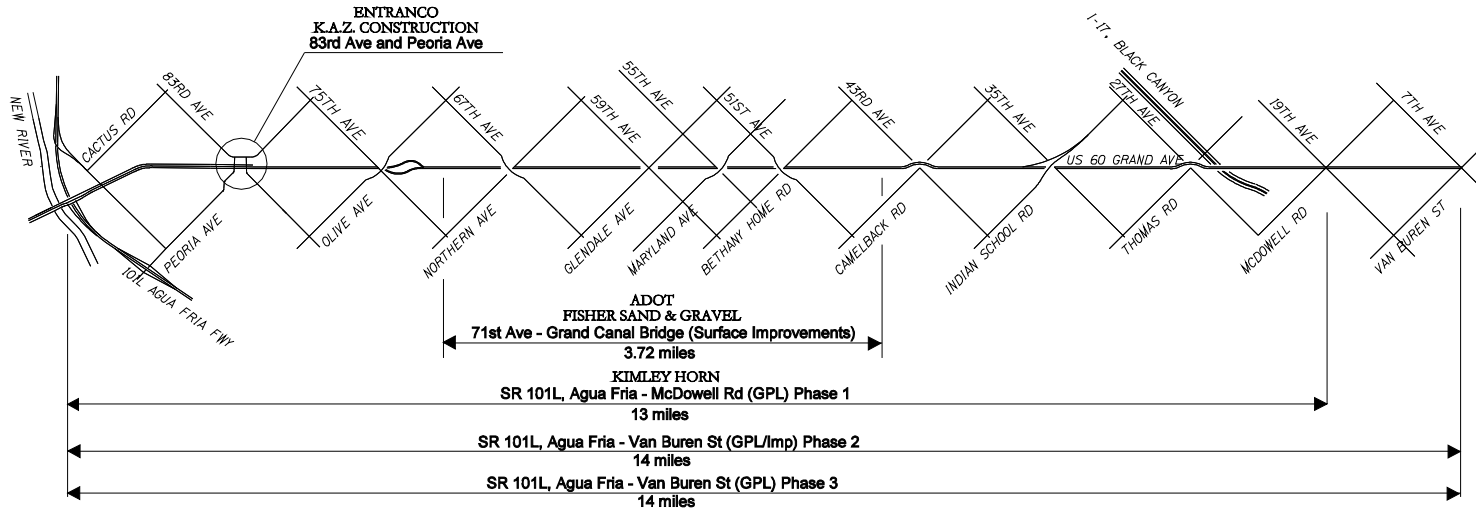 ENTRANCO
K.A.Z. CONSTRUCTION
83rd Ave and Peoria Ave
NEW RIVER
CACTUS RD
83RD AVE
75TH AVE
67TH AVE
59TH AVE
55TH AVE
51ST AVE
43RD AVE
35TH AVE
27TH AVE
I-17, BLACK CANYON
19TH AVE
7TH AVE
US 60 GRAND AVE
101L AGUA FRIA FWY
PEORIA AVE
OLIVE AVE
NORTHERN AVE
GLENDALE AVE
MARYLAND AVE
BETHANY HOME RD
CAMELBACK RD
INDIAN SCHOOL RD
THOMAS RD
MCDOWELL RD
VAN BUREN ST
ADOT
FISHER SAND & GRAVEL
71st Ave - Grand Canal Bridge (Surface Improvements)
3.72 miles
KIMLEY HORN
SR 101L, Agua Fria - McDowell Rd (GPL) Phase 1
13 miles
SR 101L, Agua Fria - Van Buren St (GPL/Imp) Phase 2
14 miles
SR 101L, Agua Fria - Van Buren St (GPL) Phase 3
14 miles